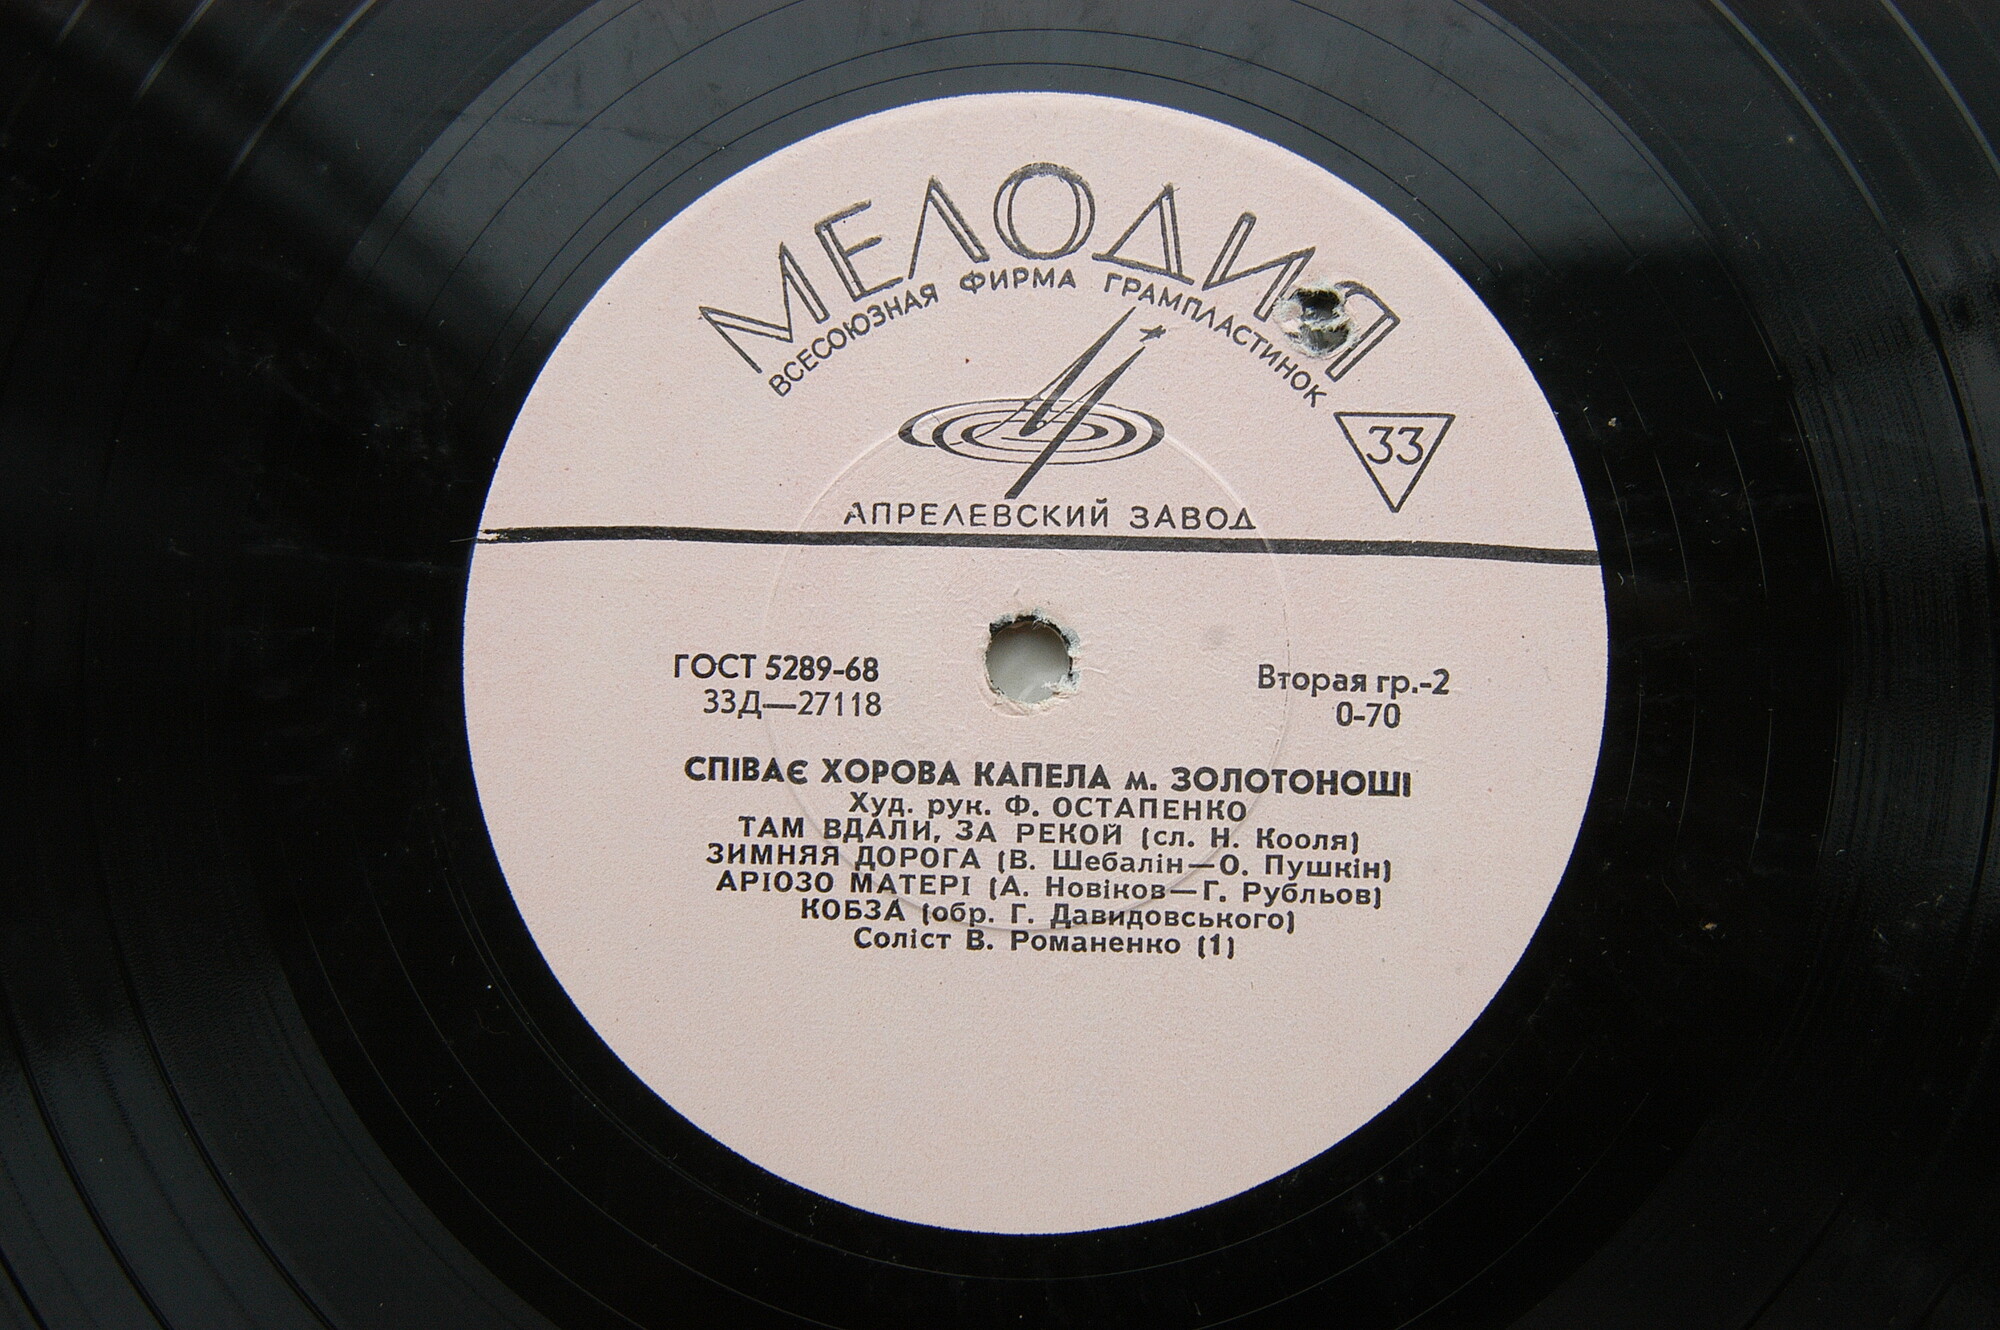 МЕЛОДИЯ
ВСЕСОЮЗНАЯ ФИРМА ГРАМПЛАСТИНОК
33
АПРЕЛЕВСКИЙ ЗАВОД
ГОСТ 5289-68
33Д—27118
Вторая гр.-2
0-70
СПІВАЄ ХОРОВА КАПЕЛА м. ЗОЛОТОНОШІ
Худ. рук. Ф. ОСТАПЕНКО
ТАМ ВДАЛИ, ЗА РЕКОЙ (сл. Н. Кооля)
ЗИМНЯЯ ДОРОГА (В. Шебалін—О. Пушкін)
АРІОЗО МАТЕРІ (А. Новіков—Г. Рубльов)
КОБЗА (обр. Г. Давидовського)
Соліст В. Романенко (1)